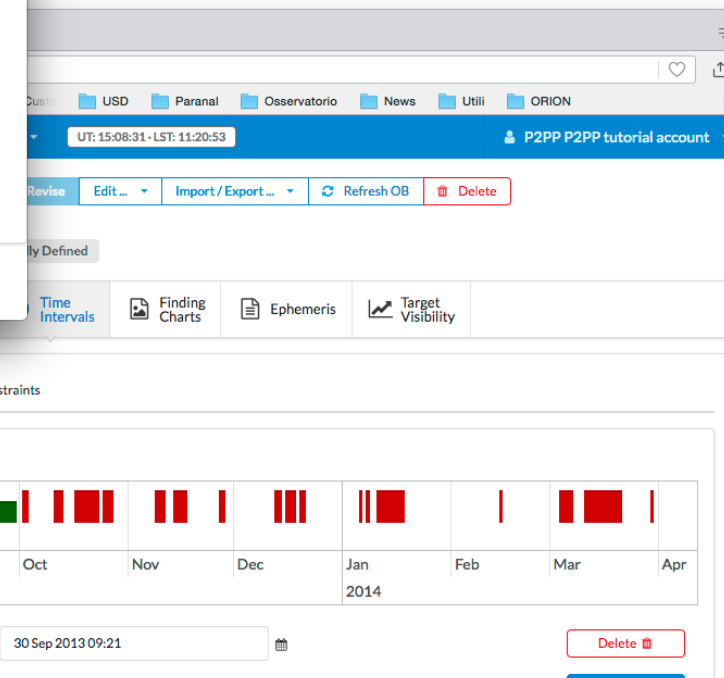 USD Paranal Osservatorio News Utili ORION
UT: 15:08:31 · LST: 11:20:53 P2PP P2PP tutorial account
Revise Edit ... Import / Export ... Refresh OB Delete
lly Defined
Time Intervals
Finding Charts
Ephemeris
Target Visibility
straints
Oct Nov Dec Jan Feb Mar Apr
2014
30 Sep 2013 09:21 Delete